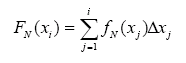 F_N(x_i) = \sum_{j=1}^{i} f_N(x_j) \Delta x_j